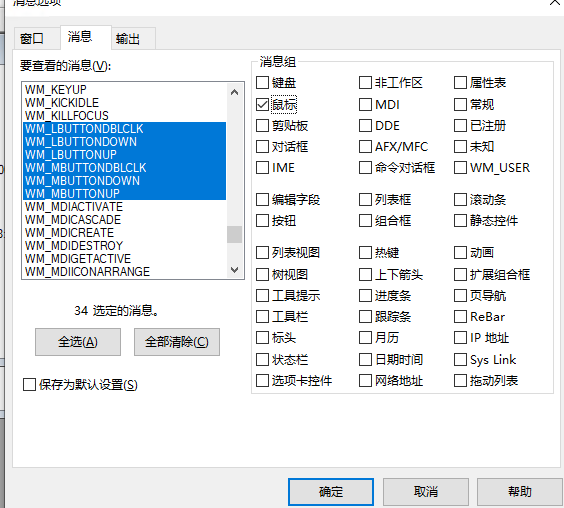 消息选项
窗口 消息 输出
要查看的消息(V):
WM_KEYUP
WM_KICKIDLE
WM_KILLFOCUS
WM_LBUTTONDBLCLK
WM_LBUTTONDOWN
WM_LBUTTONUP
WM_MBUTTONDBLCLK
WM_MBUTTONDOWN
WM_MBUTTONUP
WM_MDIACTIVATE
WM_MDICASCADE
WM_MDICREATE
WM_MDIDESTROY
WM_MDIGETACTIVE
WM_MDIICONARRANGE
34 选定的消息。
全选(A) 全部清除(C)
保存为默认设置(S)
消息组
键盘 非工作区 属性表
鼠标 MDI 常规
剪贴板 DDE 已注册
对话框 AFX/MFC 未知
IME 命令对话框 WM_USER
编辑字段 列表框 滚动条
按钮 组合框 静态控件
列表视图 热键 动画
树视图 上下箭头 扩展组合框
工具提示 进度条 页导航
工具栏 跟踪条 ReBar
标头 月历 IP 地址
状态栏 日期时间 Sys Link
选项卡控件 网络地址 拖动列表
确定 取消 帮助